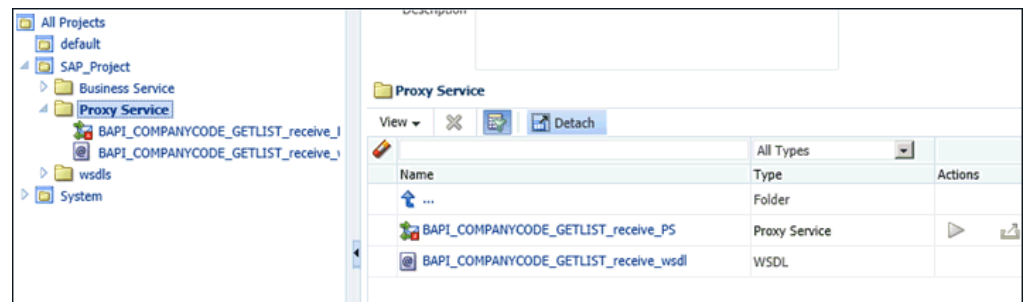 All Projects
default
SAP_Project
Business Service
Proxy Service
BAPI_COMPANYCODE_GETLIST_receive_
BAPI_COMPANYCODE_GETLIST_receive_
wsdls
System
Description
Proxy Service
View
Detach
All Types
Name Type Actions
... Folder
BAPI_COMPANYCODE_GETLIST_receive_PS Proxy Service
BAPI_COMPANYCODE_GETLIST_receive_wsdl WSDL